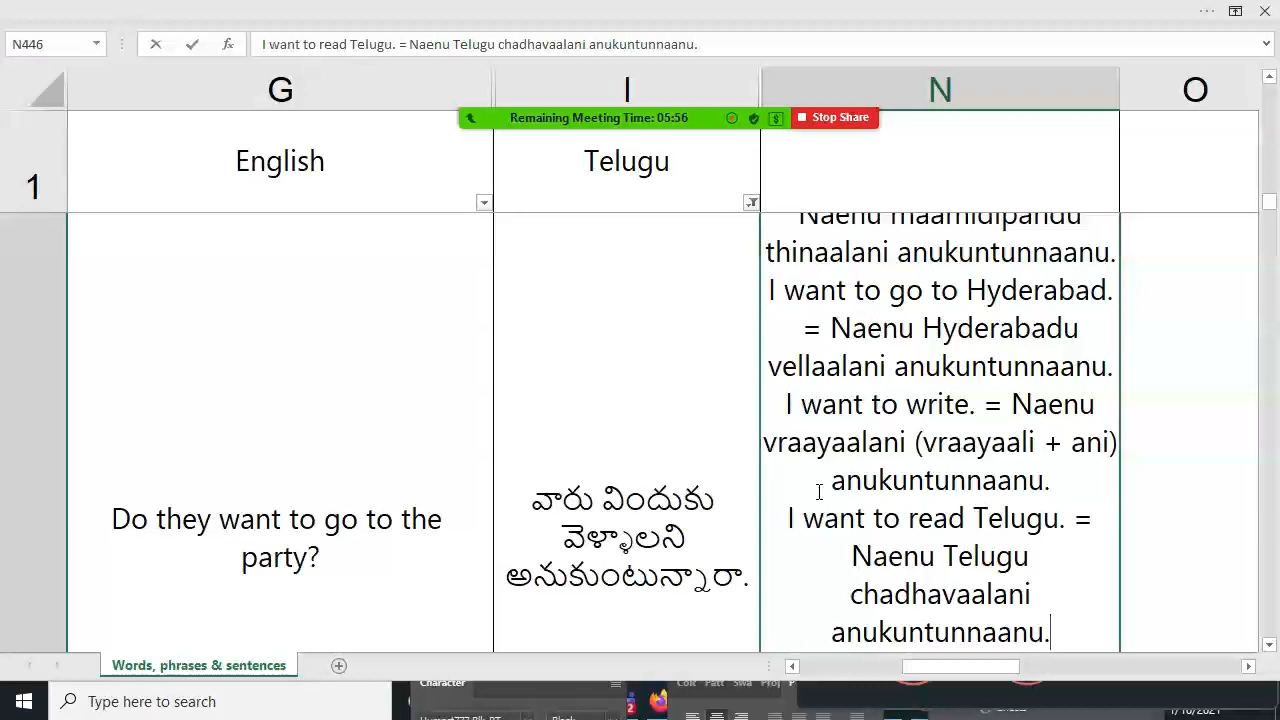 N446
I want to read Telugu. = Naenu Telugu chadhavaalani anukuntunnaanu.
G
I
N
O
Remaining Meeting Time: 05:56
Stop Share
1
English
Telugu
Naenu maamidipandu
thinaalani anukuntunnaanu.
I want to go to Hyderabad.
= Naenu Hyderabadu
vellaalani anukuntunnaanu.
I want to write. = Naenu
vraayaalani (vraayaali + ani)
anukuntunnaanu.
I want to read Telugu. =
Naenu Telugu
chadhavaalani
anukuntunnaanu.
Do they want to go to the
party?
వారు విందుకు
వెళ్ళాలని
అనుకుంటున్నారా.
Words, phrases & sentences
Type here to search
Character